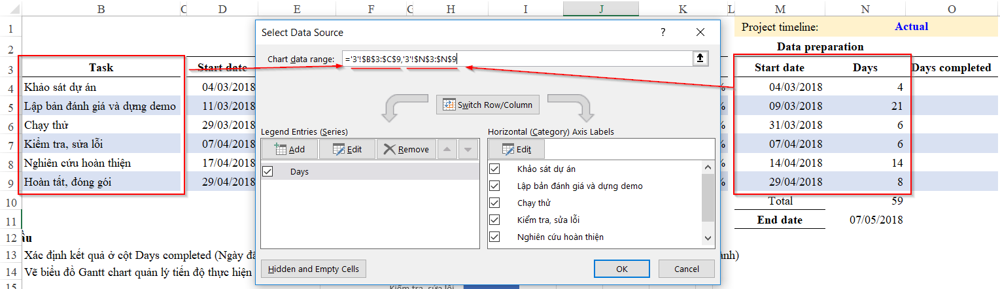 B C D E F G H I J K L M N O
1 Project timeline: Actual
2 Data preparation
3 Task Start date Start date Days Days completed
4 Khảo sát dự án 04/03/2018 % 04/03/2018 4
5 Lập bản đánh giá và dựng demo 11/03/2018 % 09/03/2018 21
6 Chạy thử 29/03/2018 % 31/03/2018 6
7 Kiểm tra, sửa lỗi 07/04/2018 % 07/04/2018 6
8 Nghiên cứu hoàn thiện 17/04/2018 % 14/04/2018 14
9 Hoàn tất, đóng gói 29/04/2018 % 29/04/2018 8
10 Total 59
11 End date 07/05/2018
12 ầu
13 Xác định kết quả ở cột Days completed (Ngày đã ành)
14 Vẽ biểu đồ Gantt chart quản lý tiến độ thực hiện
15 Kiểm tra, sửa lỗi
Select Data Source ?
Chart data range: ='3'!$B$3:$C$9,'3'!$N$3:$N$9
Switch Row/Column
Legend Entries (Series) Horizontal (Category) Axis Labels
Add Edit Remove Edit
Days
Khảo sát dự án
Lập bản đánh giá và dựng demo
Chạy thử
Kiểm tra, sửa lỗi
Nghiên cứu hoàn thiện
Hidden and Empty Cells OK Cancel